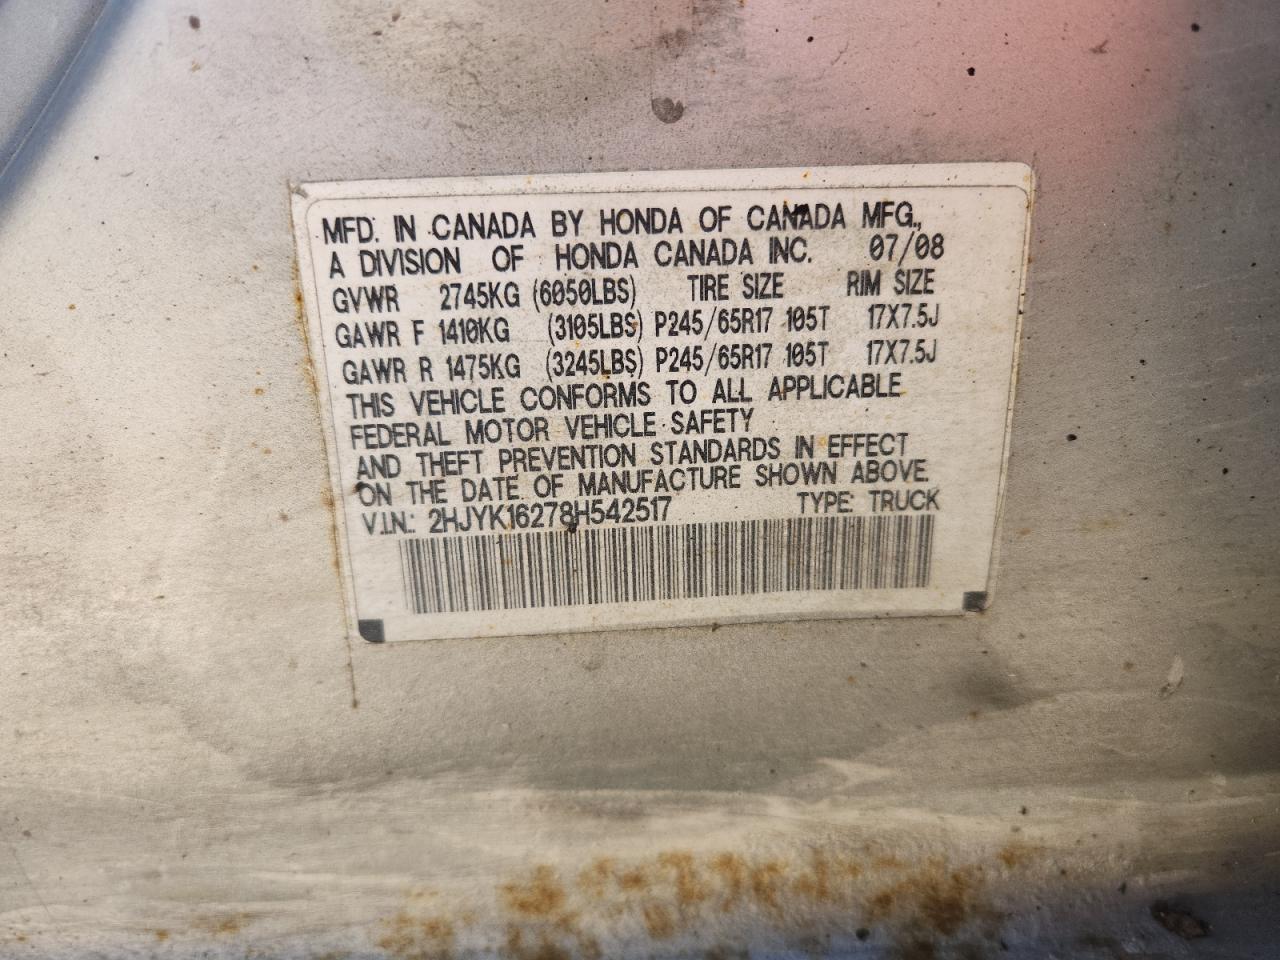 MFD. IN CANADA BY HONDA OF CANADA MFG.,
A DIVISION OF HONDA CANADA INC. 07/08
GVWR 2745KG (6050LBS) TIRE SIZE RIM SIZE
GAWR F 1410KG (3105LBS) P245/65R17 105T 17X7.5J
GAWR R 1475KG (3245LBS) P245/65R17 105T 17X7.5J
THIS VEHICLE CONFORMS TO ALL APPLICABLE
FEDERAL MOTOR VEHICLE SAFETY
AND THEFT PREVENTION STANDARDS IN EFFECT
ON THE DATE OF MANUFACTURE SHOWN ABOVE.
V.I.N.: 2HJYK16278H542517 TYPE: TRUCK